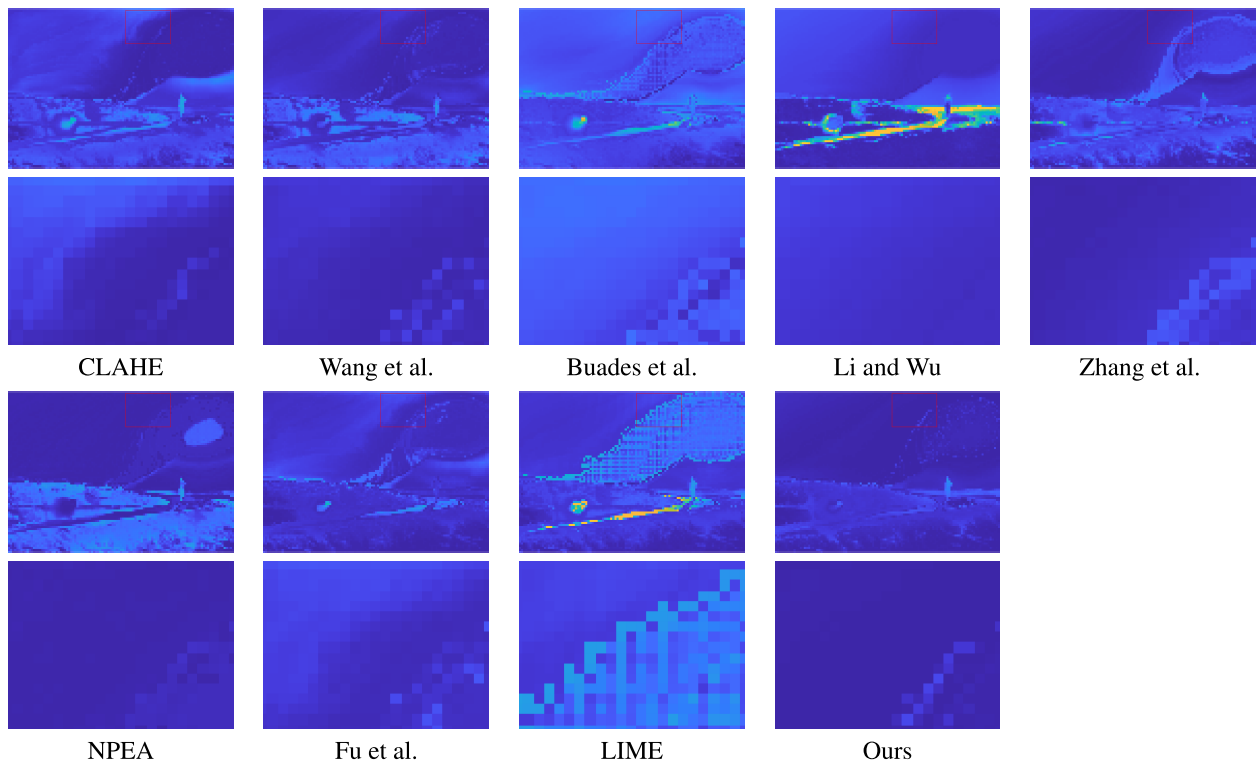 CLAHE
Wang et al.
Buades et al.
Li and Wu
Zhang et al.
NPEA
Fu et al.
LIME
Ours